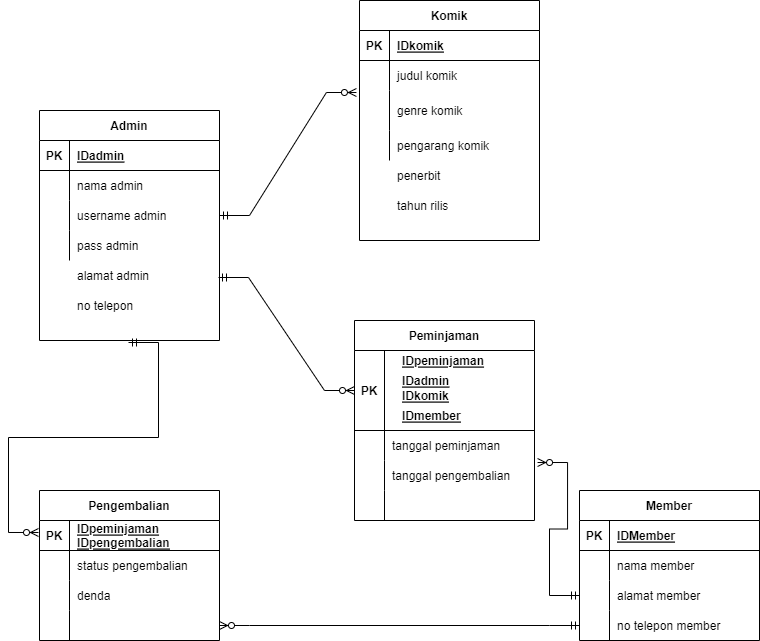 Komik
PK IDkomik
judul komik
genre komik
pengarang komik
penerbit
tahun rilis
Admin
PK IDadmin
nama admin
username admin
pass admin
alamat admin
no telepon
Peminjaman
IDpeminjaman
IDadmin
PK
IDkomik
IDmember
tanggal peminjaman
tanggal pengembalian
Pengembalian
PK IDpeminjaman
IDpengembalian
status pengembalian
denda
Member
PK IDMember
nama member
alamat member
no telepon member